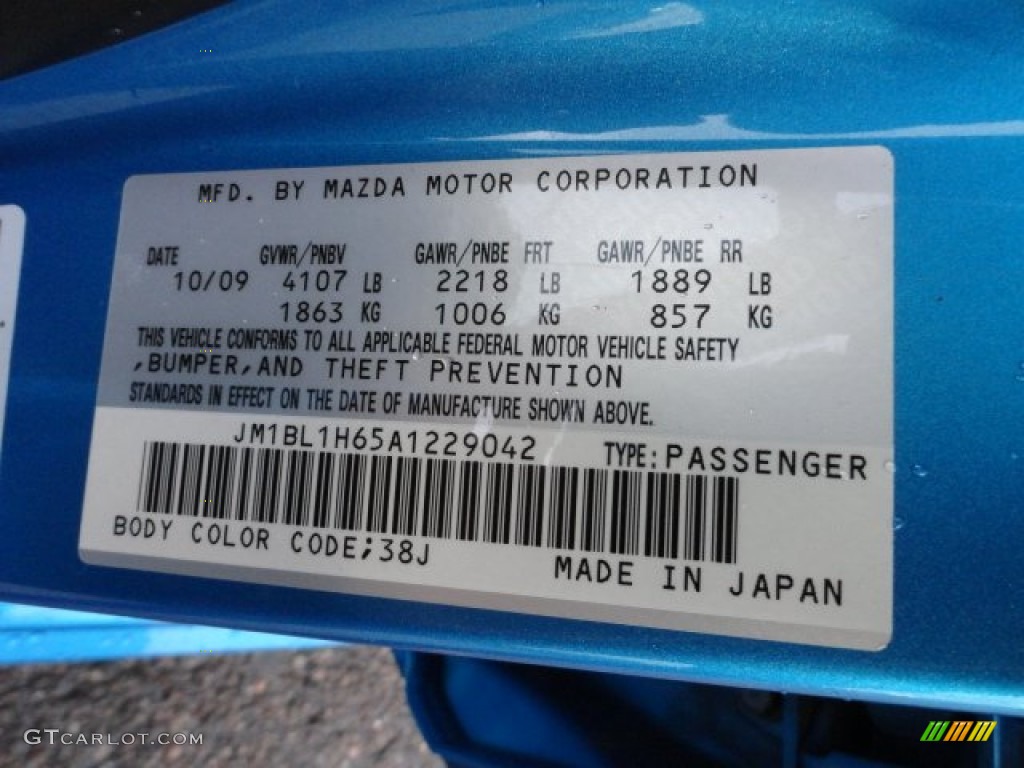 MFD. BY MAZDA MOTOR CORPORATION
DATE GVWR/PNBV GAWR/PNBE FRT GAWR/PNBE RR
10/09 4107 LB 2218 LB 1889 LB
1863 KG 1006 KG 857 KG
THIS VEHICLE CONFORMS TO ALL APPLICABLE FEDERAL MOTOR VEHICLE SAFETY
,BUMPER,AND THEFT PREVENTION
STANDARDS IN EFFECT ON THE DATE OF MANUFACTURE SHOWN ABOVE.
JM1BL1H65A1229042 TYPE:PASSENGER
BODY COLOR CODE;38J
MADE IN JAPAN
GTCARLOT.COM